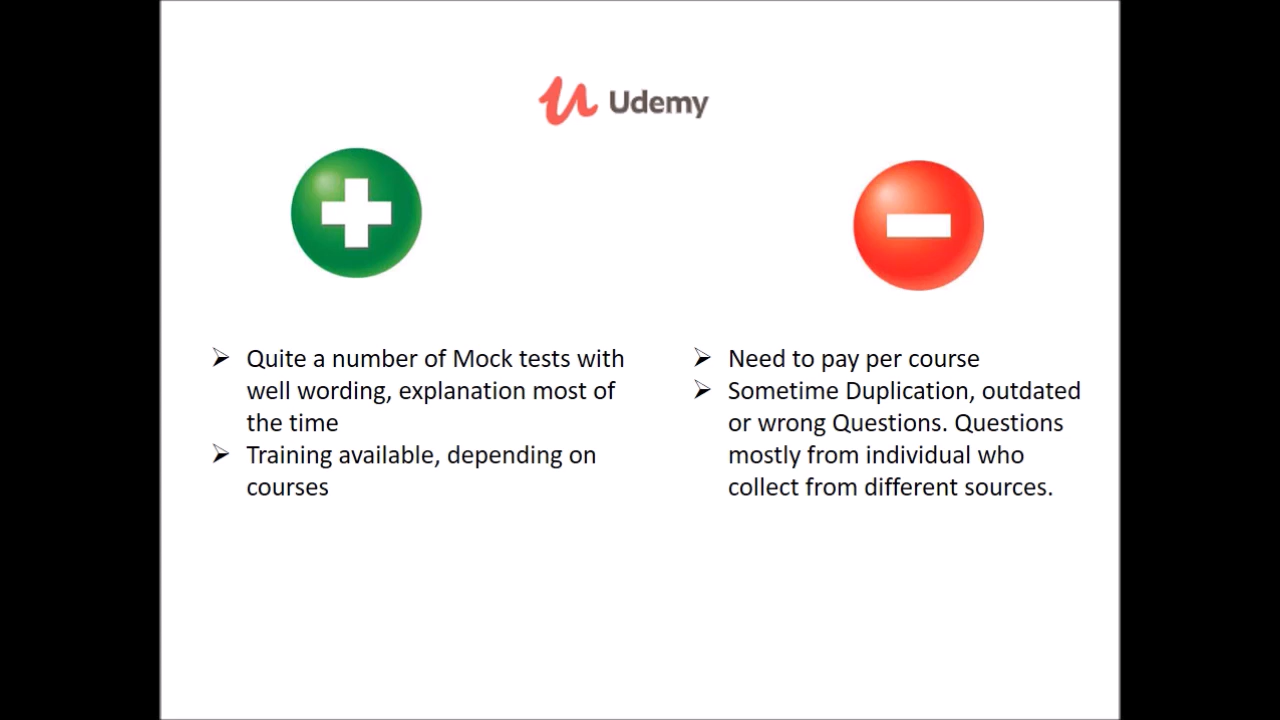 Udemy
Quite a number of Mock tests with
well wording, explanation most of
the time
Training available, depending on
courses
Need to pay per course
Sometime Duplication, outdated
or wrong Questions. Questions
mostly from individual who
collect from different sources.